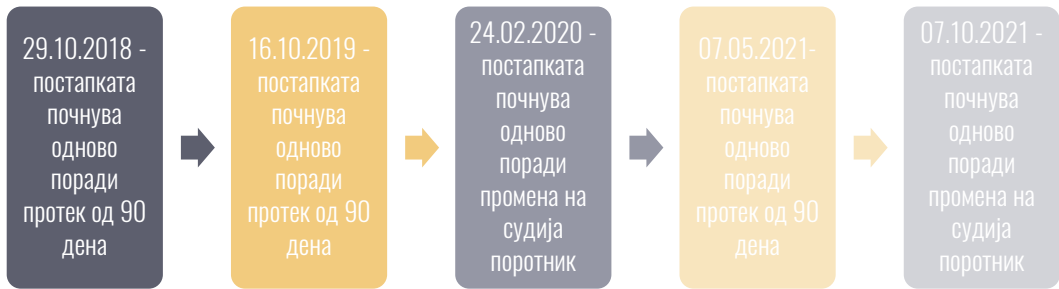 29.10.2018 -
постапката
почнува
одново
поради
протек од 90
дена
16.10.2019 -
постапката
почнува
одново
поради
протек од 90
дена
24.02.2020 -
постапката
почнува
одново
поради
промена на
судија
поротник
07.05.2021-
постапката
почнува
одново
поради
протек од 90
дена
07.10.2021 -
постапката
почнува
одново
поради
промена на
судија
поротник